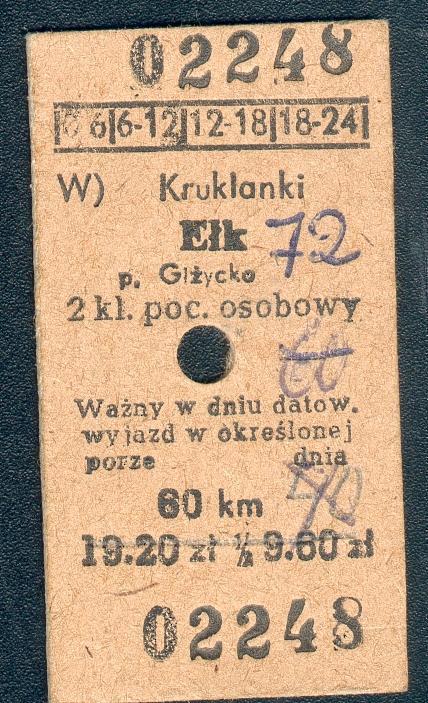 02248
6|6-12|12-18|18-24|
W) Kruklanki
Ełk 72
p. Giżycko
2 kl. poc. osobowy
60
Ważny w dniu datow.
wyjazd w określonej
porze dnia
60 km
19.20 zł ½ 9.60 zł
02248